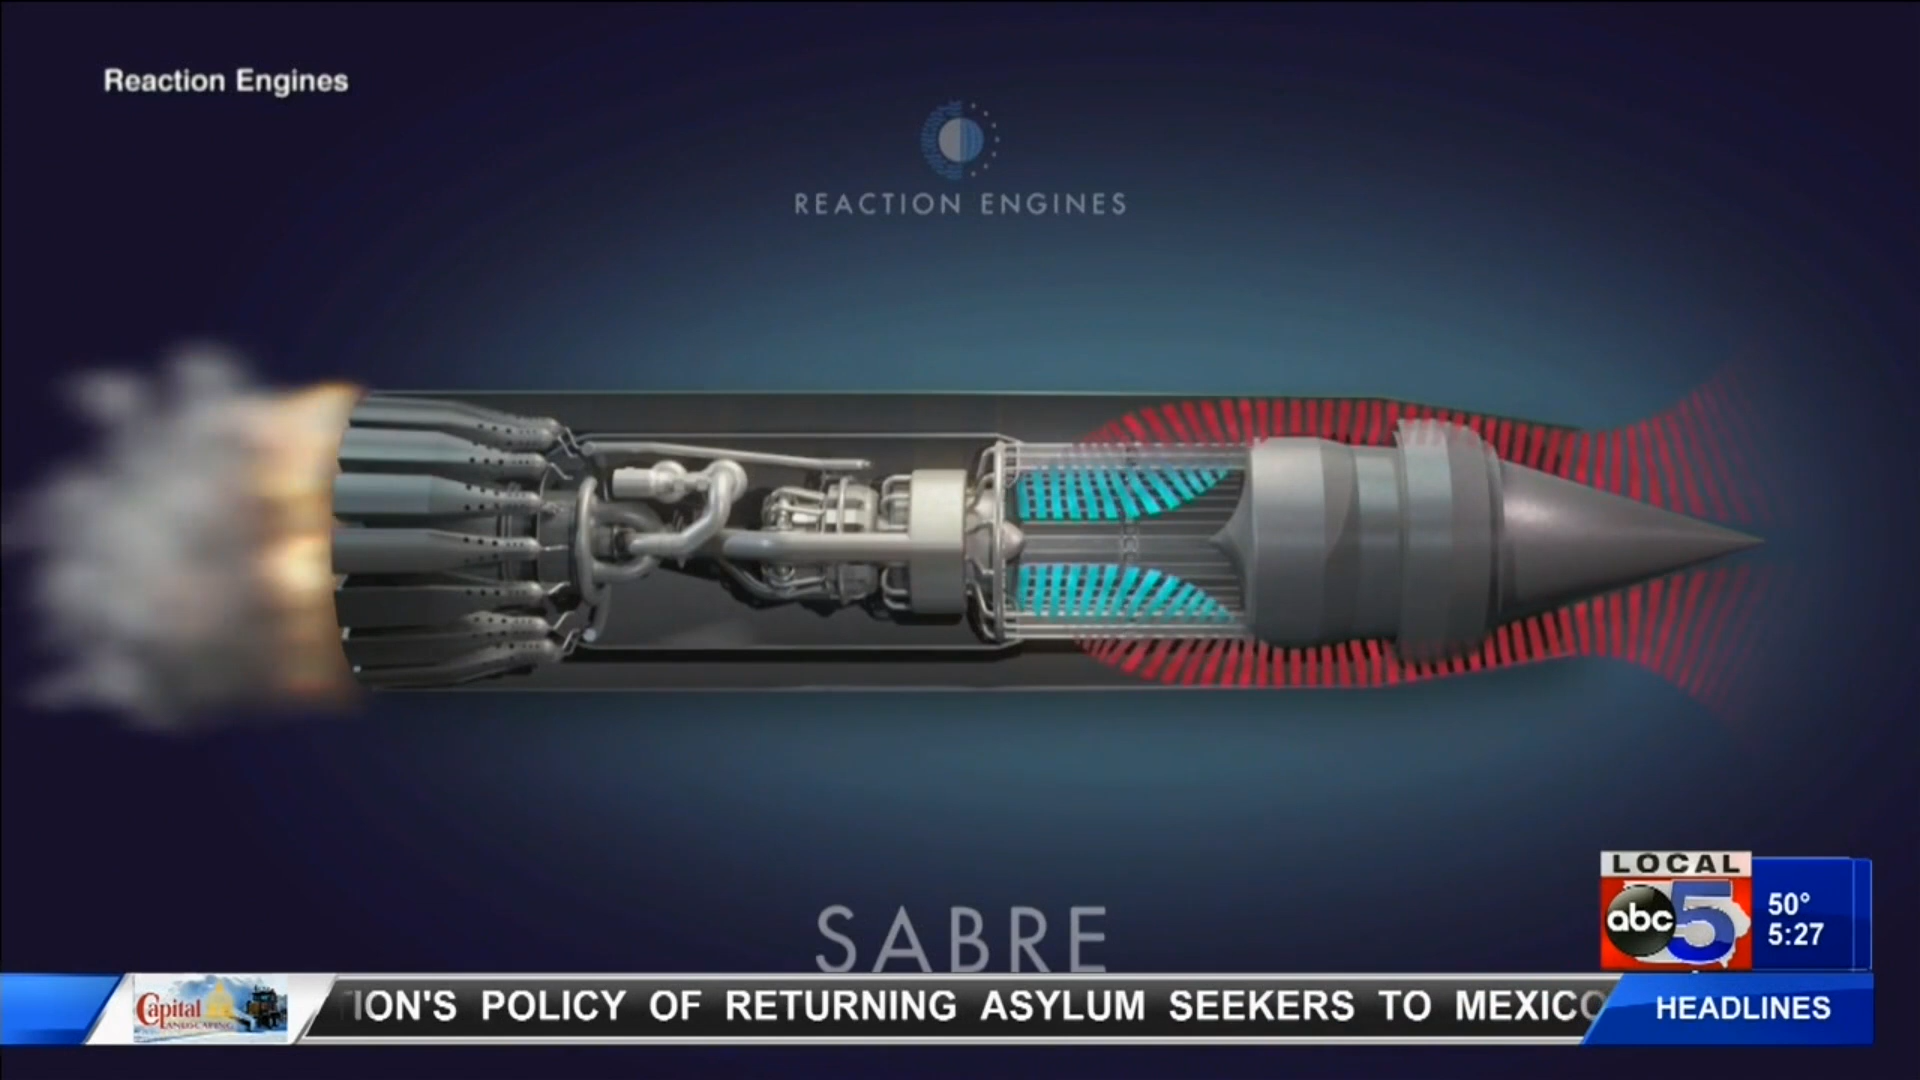 Reaction Engines
REACTION ENGINES
SABRE
LOCAL
abc 5
50°
5:27
Capital
LANDSCAPING
ION'S POLICY OF RETURNING ASYLUM SEEKERS TO MEXICO
HEADLINES